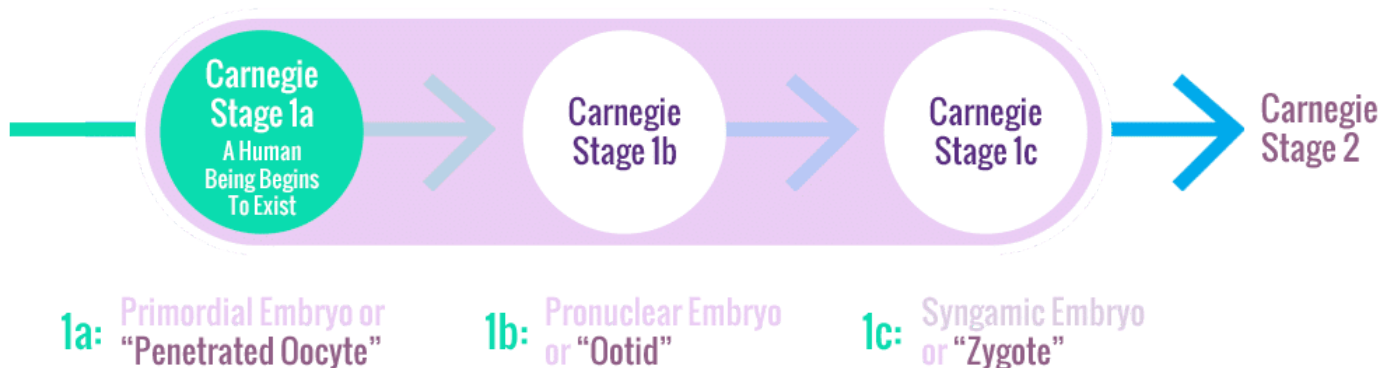 Carnegie
Stage 1a
A Human
Being Begins
To Exist
Carnegie
Stage 1b
Carnegie
Stage 1c
Carnegie
Stage 2
1a: Primordial Embryo or
“Penetrated Oocyte”
1b: Pronuclear Embryo
or “Ootid”
1c: Syngamic Embryo
or “Zygote”